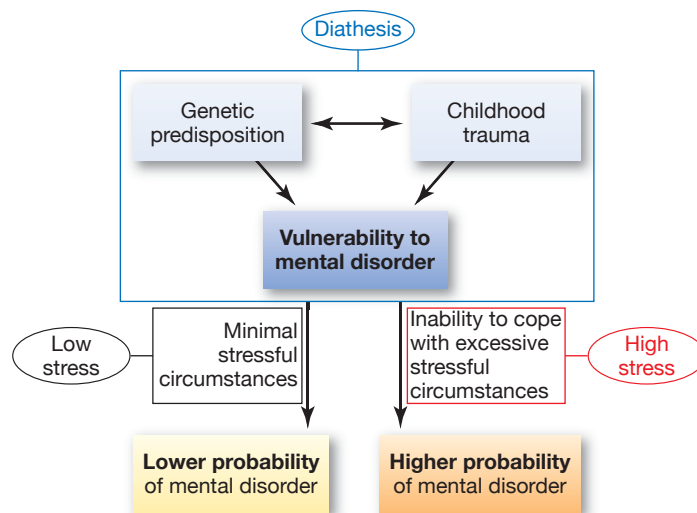 Diathesis
Genetic
predisposition
Childhood
trauma
Vulnerability to
mental disorder
Low
stress
Minimal
stressful
circumstances
Inability to cope
with excessive
stressful
circumstances
High
stress
Lower probability
of mental disorder
Higher probability
of mental disorder